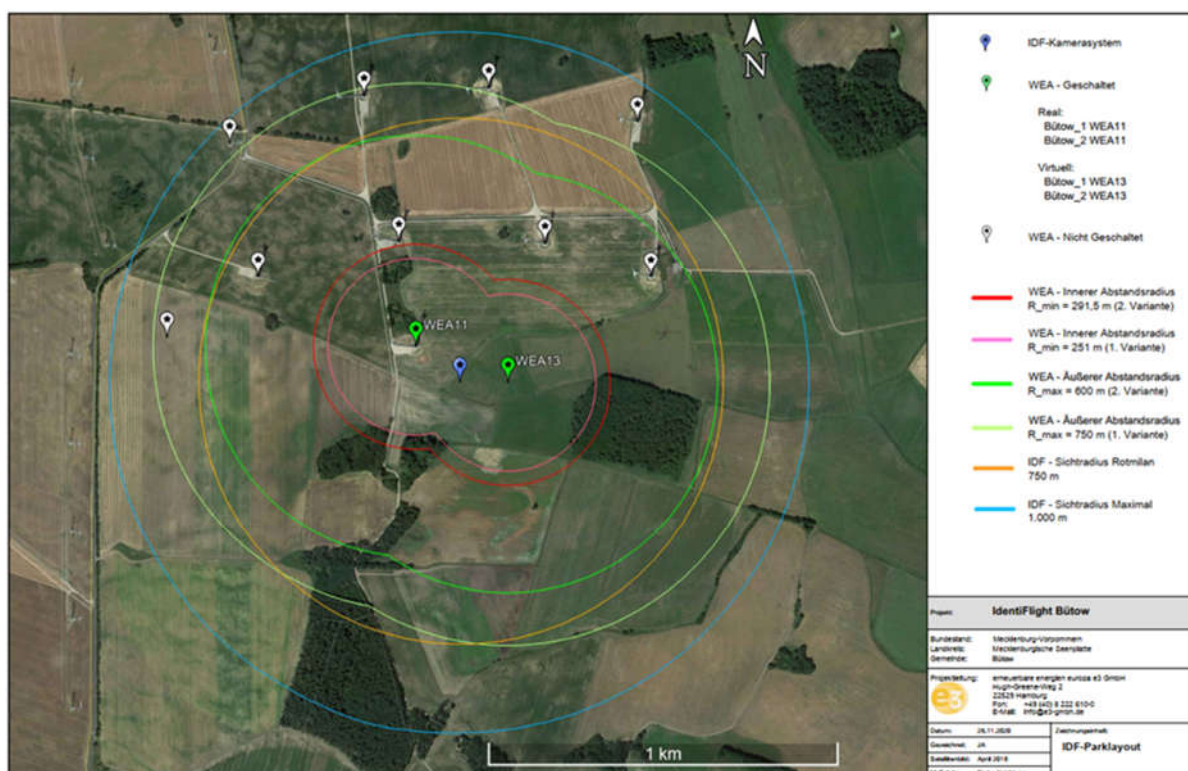 N
WEA11
WEA13
1 km
IDF-Kamerasystem
WEA - Geschaltet
Real:
Bütow_1 WEA11
Bütow_2 WEA11
Virtuell:
Bütow_1 WEA13
Bütow_2 WEA13
WEA - Nicht Geschaltet
WEA - Innerer Abstandsradius
R_min = 291,5 m (2. Variante)
WEA - Innerer Abstandsradius
R_min = 251 m (1. Variante)
WEA - Äußerer Abstandsradius
R_max = 600 m (2. Variante)
WEA - Äußerer Abstandsradius
R_max = 750 m (1. Variante)
IDF - Sichtradius Rotmilan
750 m
IDF - Sichtradius Maximal
1.000 m
Projekt: IdentiFlight Bütow
Bundesland: Mecklenburg-Vorpommern
Landkreis: Mecklenburgische Seenplatte
Gemeinde: Bütow
Projektleitung: erneuerbare energien europa e3 GmbH
Hugh-Greene-Weg 2
22529 Hamburg
e3
Datum:
Zeichnungsinhalt:
Gezeichnet: JA
IDF-Parklayout
Satellitenbild: April 2018